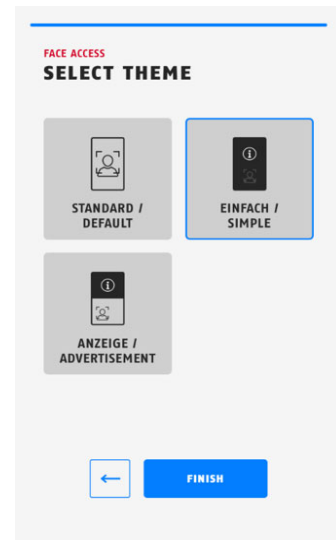 FACE ACCESS
SELECT THEME
STANDARD /
DEFAULT
EINFACH /
SIMPLE
ANZEIGE /
ADVERTISEMENT
FINISH